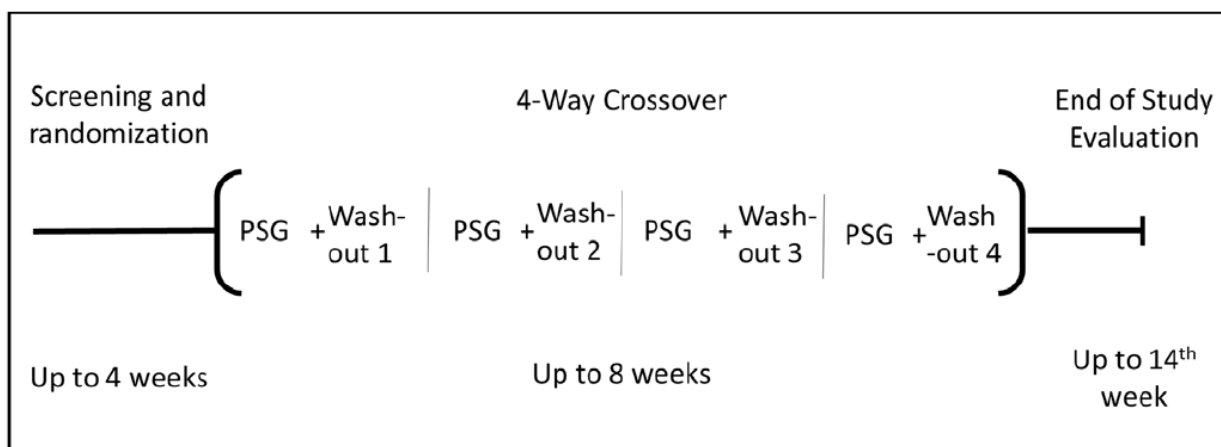 Screening and
randomization
4-Way Crossover
End of Study
Evaluation
PSG + Wash-
out 1
PSG + Wash-
out 2
PSG + Wash-
out 3
PSG + Wash
-out 4
Up to 4 weeks
Up to 8 weeks
Up to 14th
week